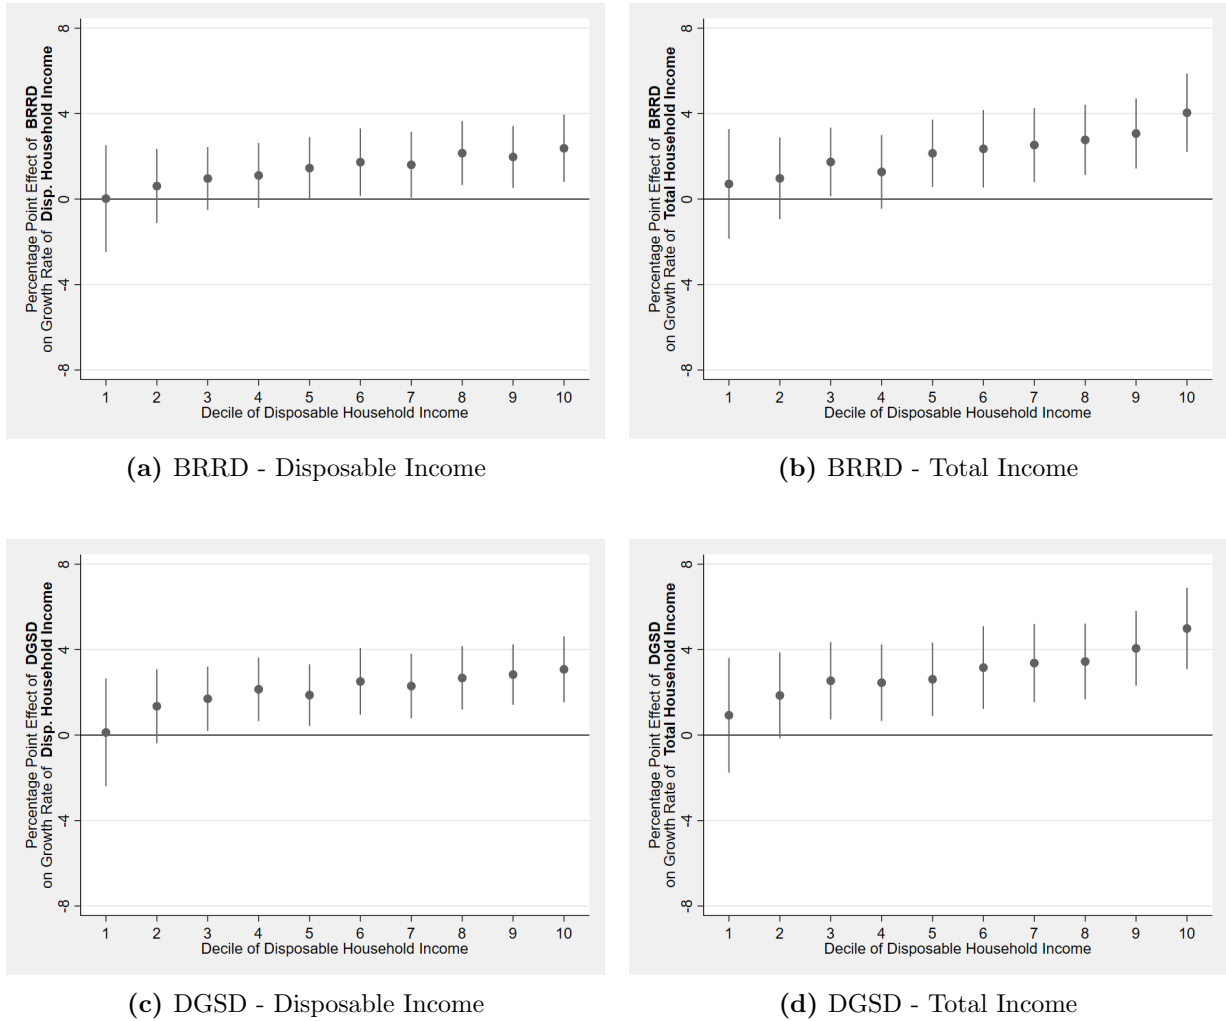 Percentage Point Effect of BRRD
on Growth Rate of Disp. Household Income
8
4
0
-4
-8
1 2 3 4 5 6 7 8 9 10
Decile of Disposable Household Income
(a) BRRD - Disposable Income
Percentage Point Effect of BRRD
on Growth Rate of Total Household Income
8
4
0
-4
-8
1 2 3 4 5 6 7 8 9 10
Decile of Disposable Household Income
(b) BRRD - Total Income
Percentage Point Effect of DGSD
on Growth Rate of Disp. Household Income
8
4
0
-4
-8
1 2 3 4 5 6 7 8 9 10
Decile of Disposable Household Income
(c) DGSD - Disposable Income
Percentage Point Effect of DGSD
on Growth Rate of Total Household Income
8
4
0
-4
-8
1 2 3 4 5 6 7 8 9 10
Decile of Disposable Household Income
(d) DGSD - Total Income